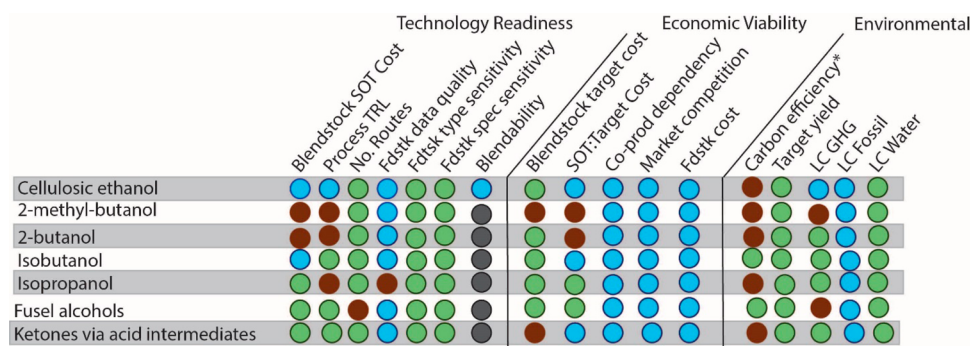 Technology Readiness
Economic Viability
Environmental
Blendstock SOT Cost
Process TRL
No. Routes
Fdstk data quality
Fdtsk type sensitivity
Fdstk spec sensitivity
Blendability
Blendstock target cost
SOT:Target Cost
Co-prod dependency
Market competition
Fdstk cost
Carbon efficiency*
Target yield
LC GHG
LC Fossil
LC Water
Cellulosic ethanol
2-methyl-butanol
2-butanol
Isobutanol
Isopropanol
Fusel alcohols
Ketones via acid intermediates